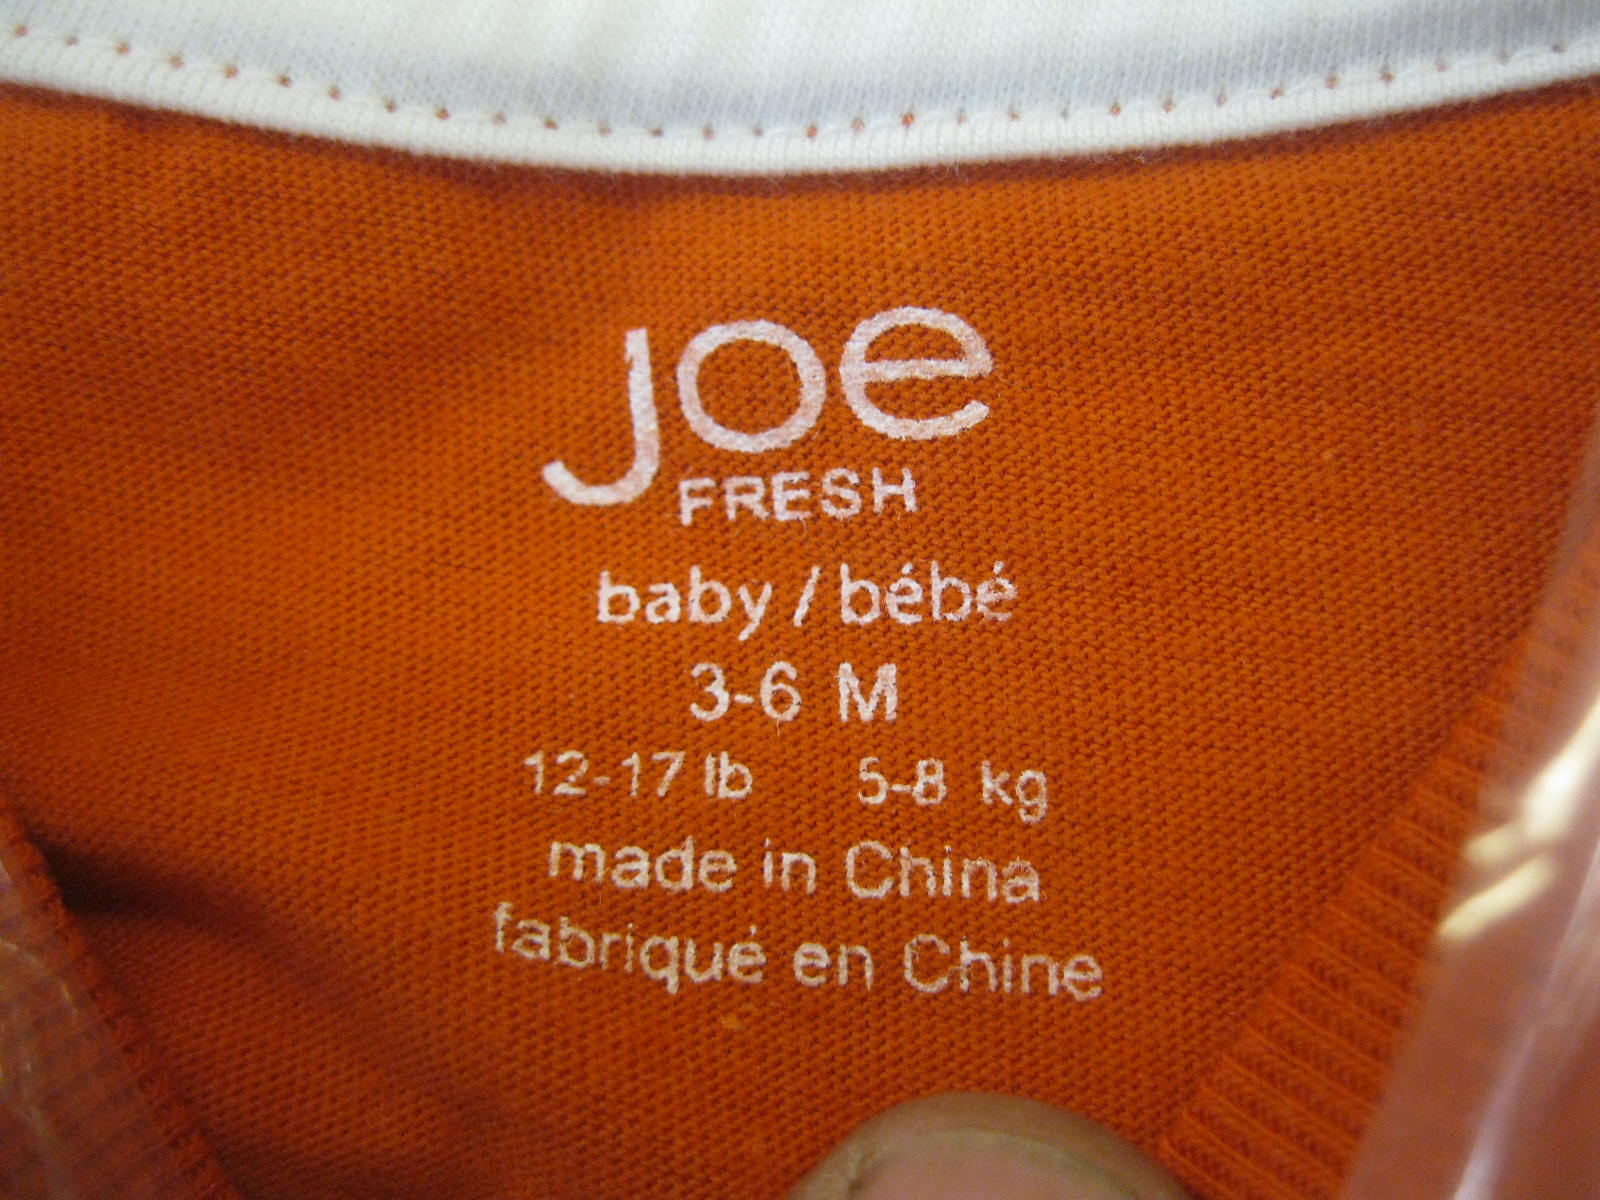 Joe
FRESH
baby / bébé
3-6 M
12-17 lb 5-8 kg
made in China
fabriqué en Chine